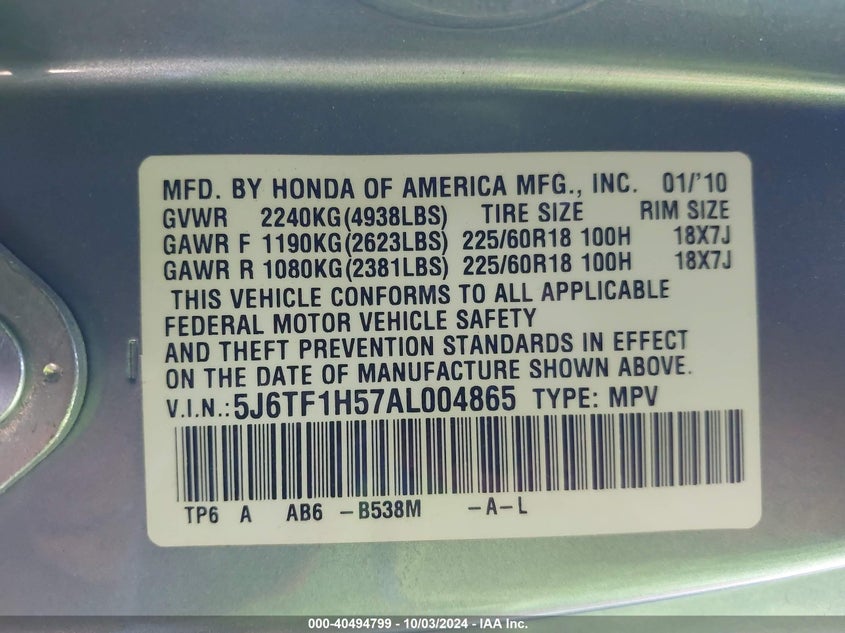 MFD. BY HONDA OF AMERICA MFG., INC. 01/'10
GVWR 2240KG(4938LBS) TIRE SIZE RIM SIZE
GAWR F 1190KG(2623LBS) 225/60R18 100H 18X7J
GAWR R 1080KG(2381LBS) 225/60R18 100H 18X7J
THIS VEHICLE CONFORMS TO ALL APPLICABLE
FEDERAL MOTOR VEHICLE SAFETY
AND THEFT PREVENTION STANDARDS IN EFFECT
ON THE DATE OF MANUFACTURE SHOWN ABOVE.
V.I.N.: 5J6TF1H57AL004865 TYPE: MPV
TP6 A AB6 -B538M -A-L
000-40494799 - 10/03/2024 - IAA Inc.